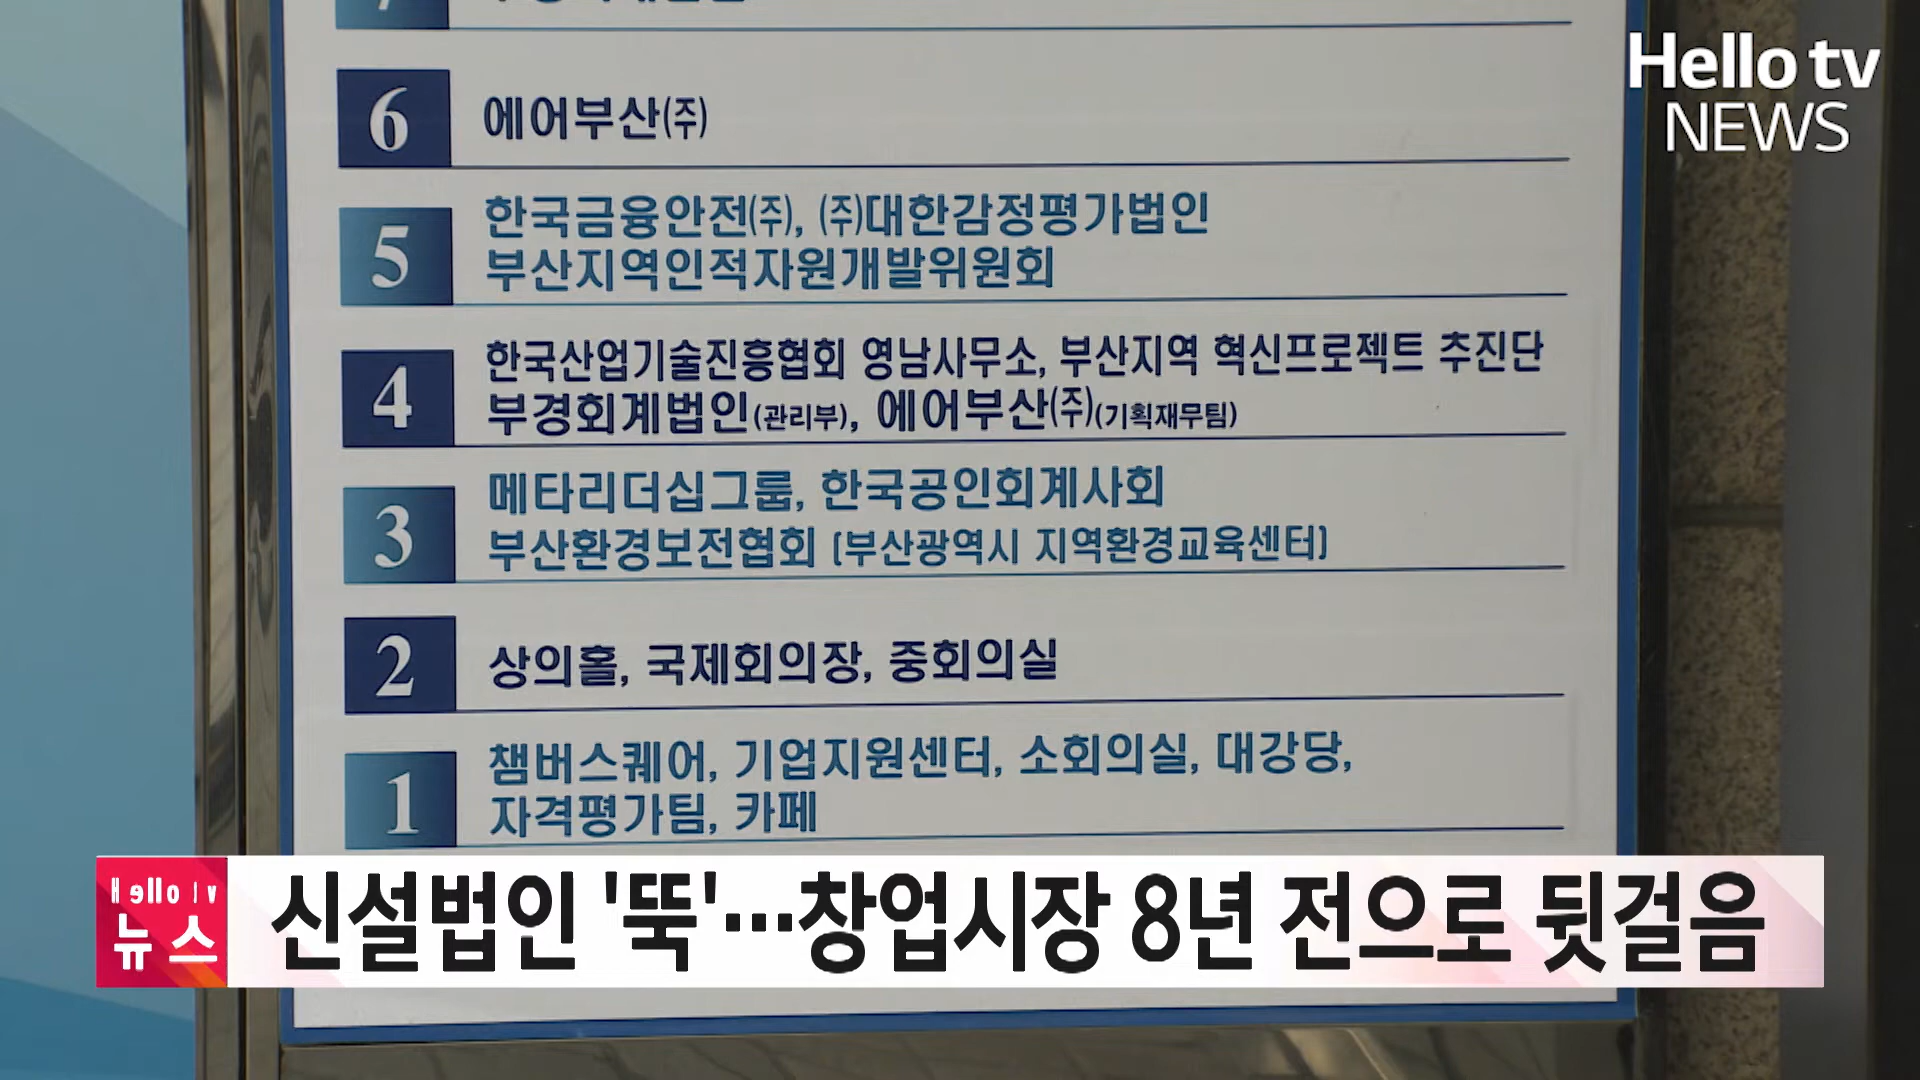 7
Hello tv
NEWS
6 에어부산(주)
5 한국금융안전(주), (주)대한감정평가법인
부산지역인적자원개발위원회
4 한국산업기술진흥협회 영남사무소, 부산지역 혁신프로젝트 추진단
부경회계법인(관리부), 에어부산(주)(기획재무팀)
3 메타리더십그룹, 한국공인회계사회
부산환경보전협회 [부산광역시 지역환경교육센터]
2 상의홀, 국제회의장, 중회의실
1 챔버스퀘어, 기업지원센터, 소회의실, 대강당,
자격평가팀, 카페
Hello tv
뉴스
신설법인 '뚝'…창업시장 8년 전으로 뒷걸음